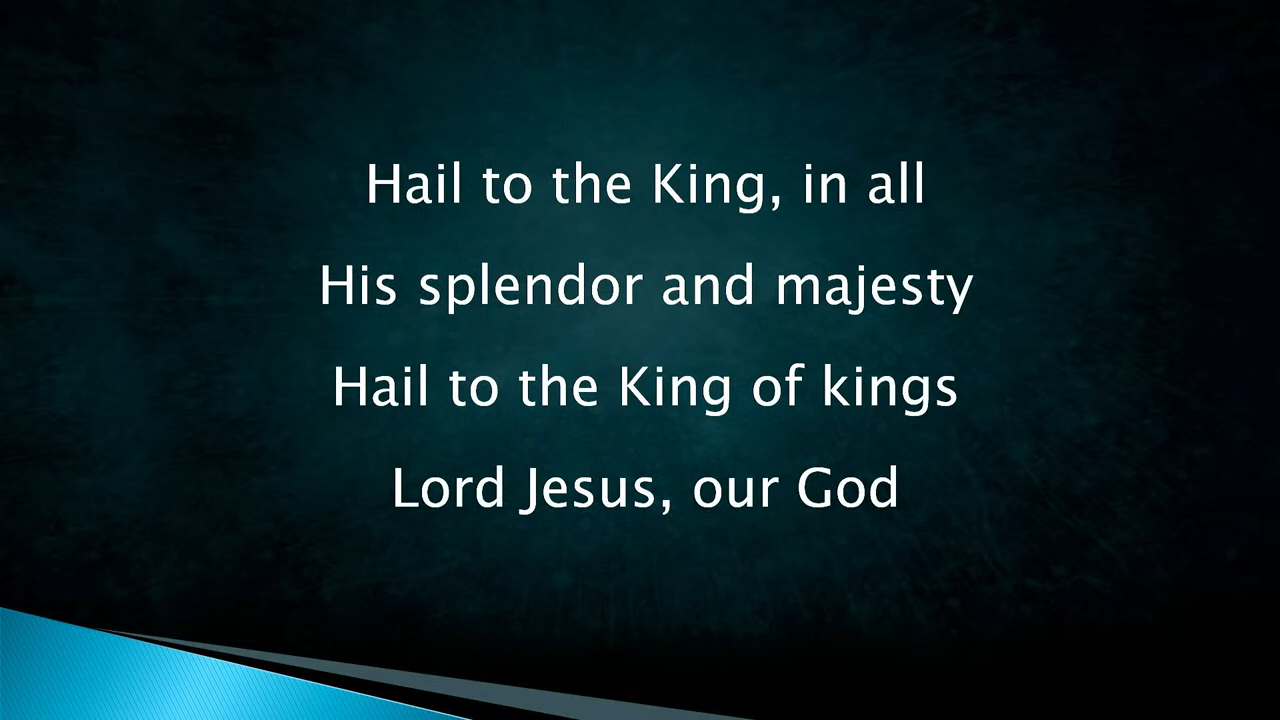 Hail to the King, in all
His splendor and majesty
Hail to the King of kings
Lord Jesus, our God